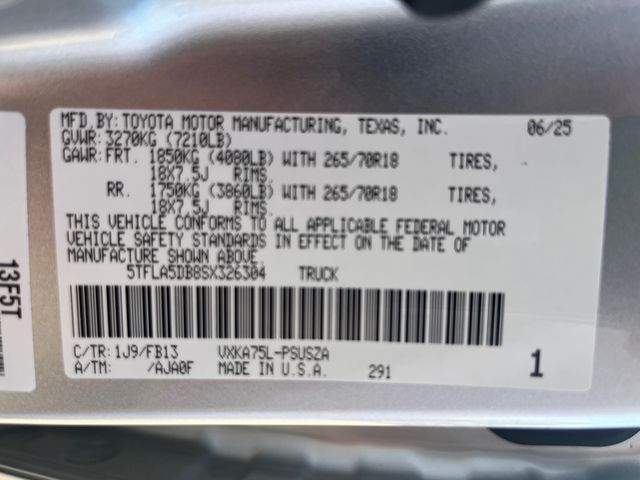 MFD.BY: TOYOTA MOTOR MANUFACTURING, TEXAS, INC. 06/25
GVWR: 3270KG (7210LB)
GAWR: FRT. 1850KG (4080LB) WITH 265/70R18 TIRES,
18X7.5J RIMS.
RR. 1750KG (3860LB) WITH 265/70R18 TIRES,
18X7.5J RIMS.
THIS VEHICLE CONFORMS TO ALL APPLICABLE FEDERAL MOTOR
VEHICLE SAFETY STANDARDS IN EFFECT ON THE DATE OF
MANUFACTURE SHOWN ABOVE.
5TFLA5DB8SX326304 TRUCK
C/TR: 1J9/FB13 VXKA75L-PSUSZA
A/TM: /AJA0F MADE IN U.S.A. 291 1
13F5T